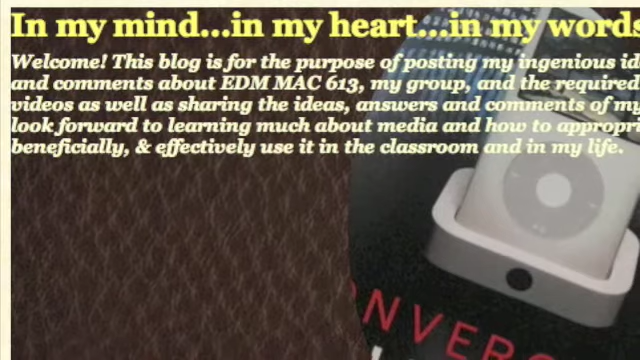 In my mind...in my heart...in my words
Welcome! This blog is for the purpose of posting my ingenious
and comments about EDM MAC 613, my group, and the required
videos as well as sharing the ideas, answers and comments of my
look forward to learning much about media and how to
beneficially, & effectively use it in the classroom and in my life.